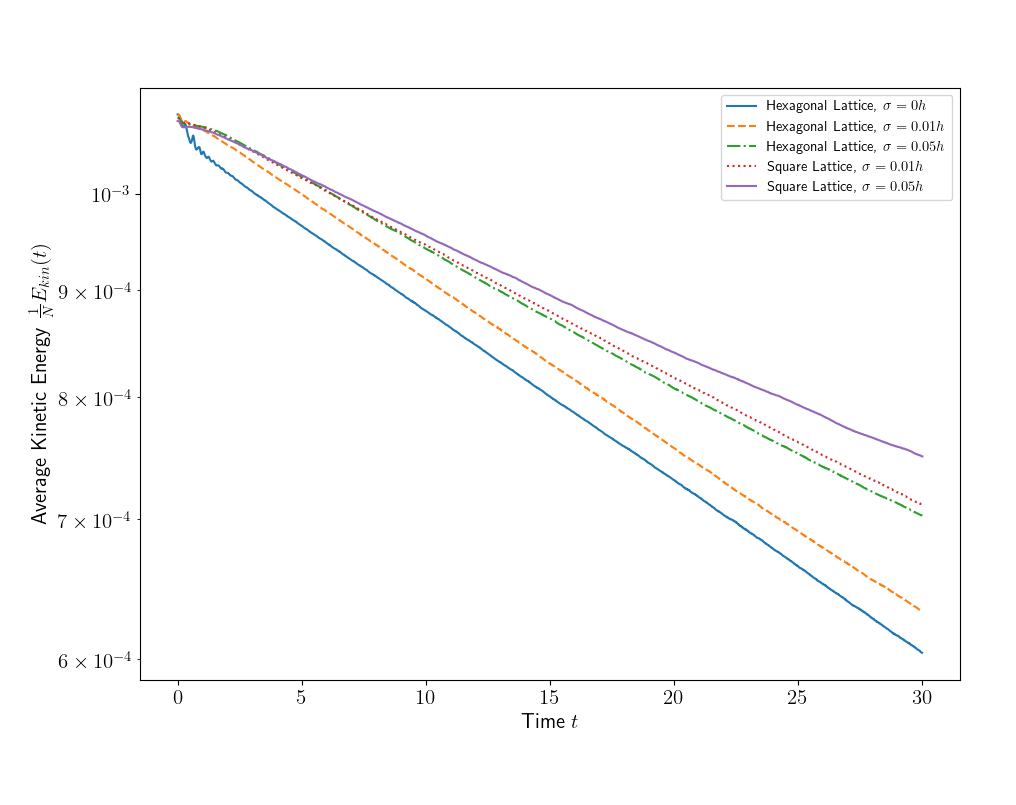 Hexagonal Lattice, σ = 0h
Hexagonal Lattice, σ = 0.01h
Hexagonal Lattice, σ = 0.05h
Square Lattice, σ = 0.01h
Square Lattice, σ = 0.05h
10⁻³
9 × 10⁻⁴
8 × 10⁻⁴
7 × 10⁻⁴
6 × 10⁻⁴
Average Kinetic Energy 1/N E_kin(t)
0 5 10 15 20 25 30
Time t